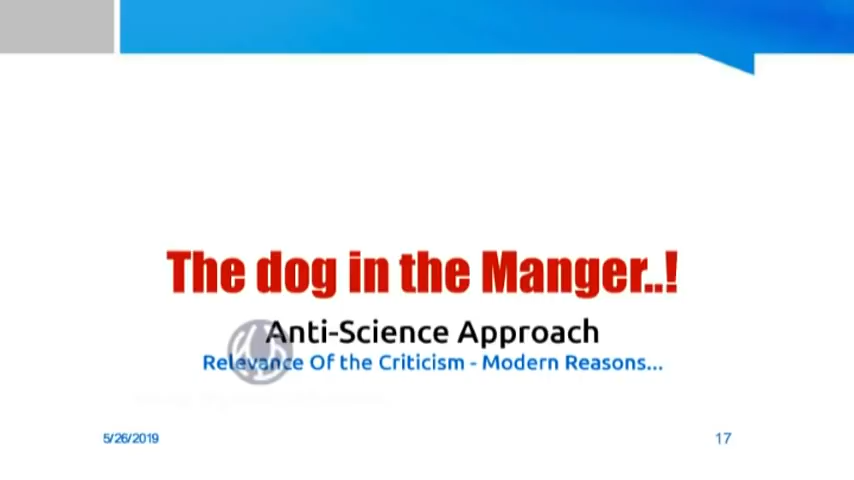 The dog in the Manger..!
Anti-Science Approach
Relevance Of the Criticism - Modern Reasons...
5/26/2019
17